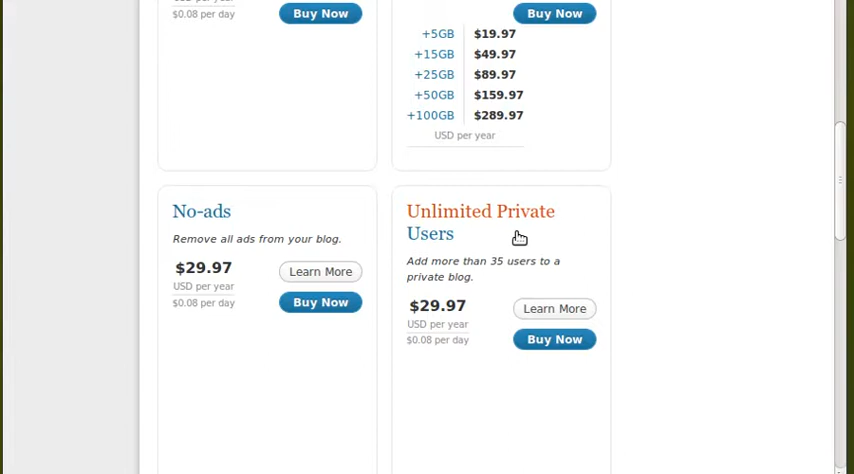 $0.08 per day
Buy Now
Buy Now
+5GB $19.97
+15GB $49.97
+25GB $89.97
+50GB $159.97
+100GB $289.97
USD per year
No-ads
Remove all ads from your blog.
$29.97
Learn More
USD per year
$0.08 per day
Buy Now
Unlimited Private
Users
Add more than 35 users to a
private blog.
$29.97
Learn More
USD per year
$0.08 per day
Buy Now